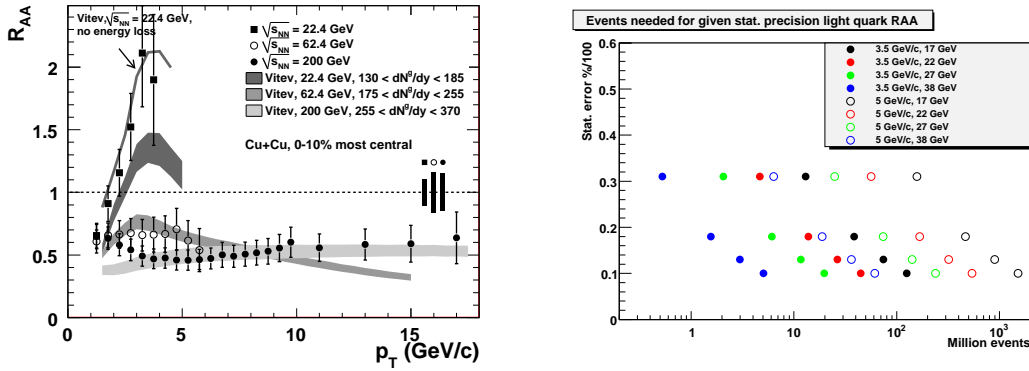 R_AA
2
1.5
1
0.5
0
0 5 10 15
p_T (GeV/c)
Vitev, √s_NN = 22.4 GeV,
no energy loss
√s_NN = 22.4 GeV
√s_NN = 62.4 GeV
√s_NN = 200 GeV
Vitev, 22.4 GeV, 130 < dN^g/dy < 185
Vitev, 62.4 GeV, 175 < dN^g/dy < 255
Vitev, 200 GeV, 255 < dN^g/dy < 370
Cu+Cu, 0-10% most central
Events needed for given stat. precision light quark RAA
Stat. error %/100
0.6
0.5
0.4
0.3
0.2
0.1
0.0
1 10 10^2 10^3
Million events
3.5 GeV/c, 17 GeV
3.5 GeV/c, 22 GeV
3.5 GeV/c, 27 GeV
3.5 GeV/c, 38 GeV
5 GeV/c, 17 GeV
5 GeV/c, 22 GeV
5 GeV/c, 27 GeV
5 GeV/c, 38 GeV